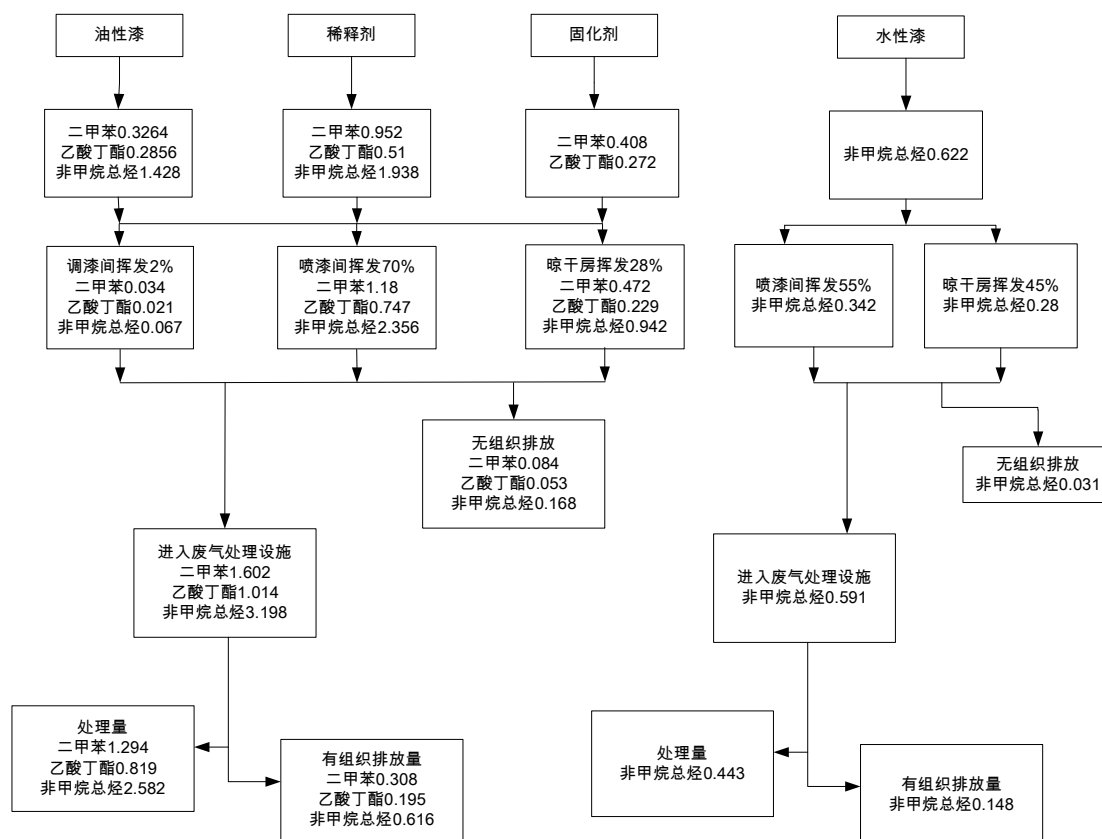 油性漆
稀释剂
固化剂
水性漆
二甲苯0.3264
乙酸丁酯0.2856
非甲烷总烃1.428
二甲苯0.952
乙酸丁酯0.51
非甲烷总烃1.938
二甲苯0.408
乙酸丁酯0.272
非甲烷总烃0.622
调漆间挥发2%
二甲苯0.034
乙酸丁酯0.021
非甲烷总烃0.067
喷漆间挥发70%
二甲苯1.18
乙酸丁酯0.747
非甲烷总烃2.356
晾干房挥发28%
二甲苯0.472
乙酸丁酯0.229
非甲烷总烃0.942
喷漆间挥发55%
非甲烷总烃0.342
晾干房挥发45%
非甲烷总烃0.28
无组织排放
二甲苯0.084
乙酸丁酯0.053
非甲烷总烃0.168
无组织排放
非甲烷总烃0.031
进入废气处理设施
二甲苯1.602
乙酸丁酯1.014
非甲烷总烃3.198
进入废气处理设施
非甲烷总烃0.591
处理量
二甲苯1.294
乙酸丁酯0.819
非甲烷总烃2.582
有组织排放量
二甲苯0.308
乙酸丁酯0.195
非甲烷总烃0.616
处理量
非甲烷总烃0.443
有组织排放量
非甲烷总烃0.148